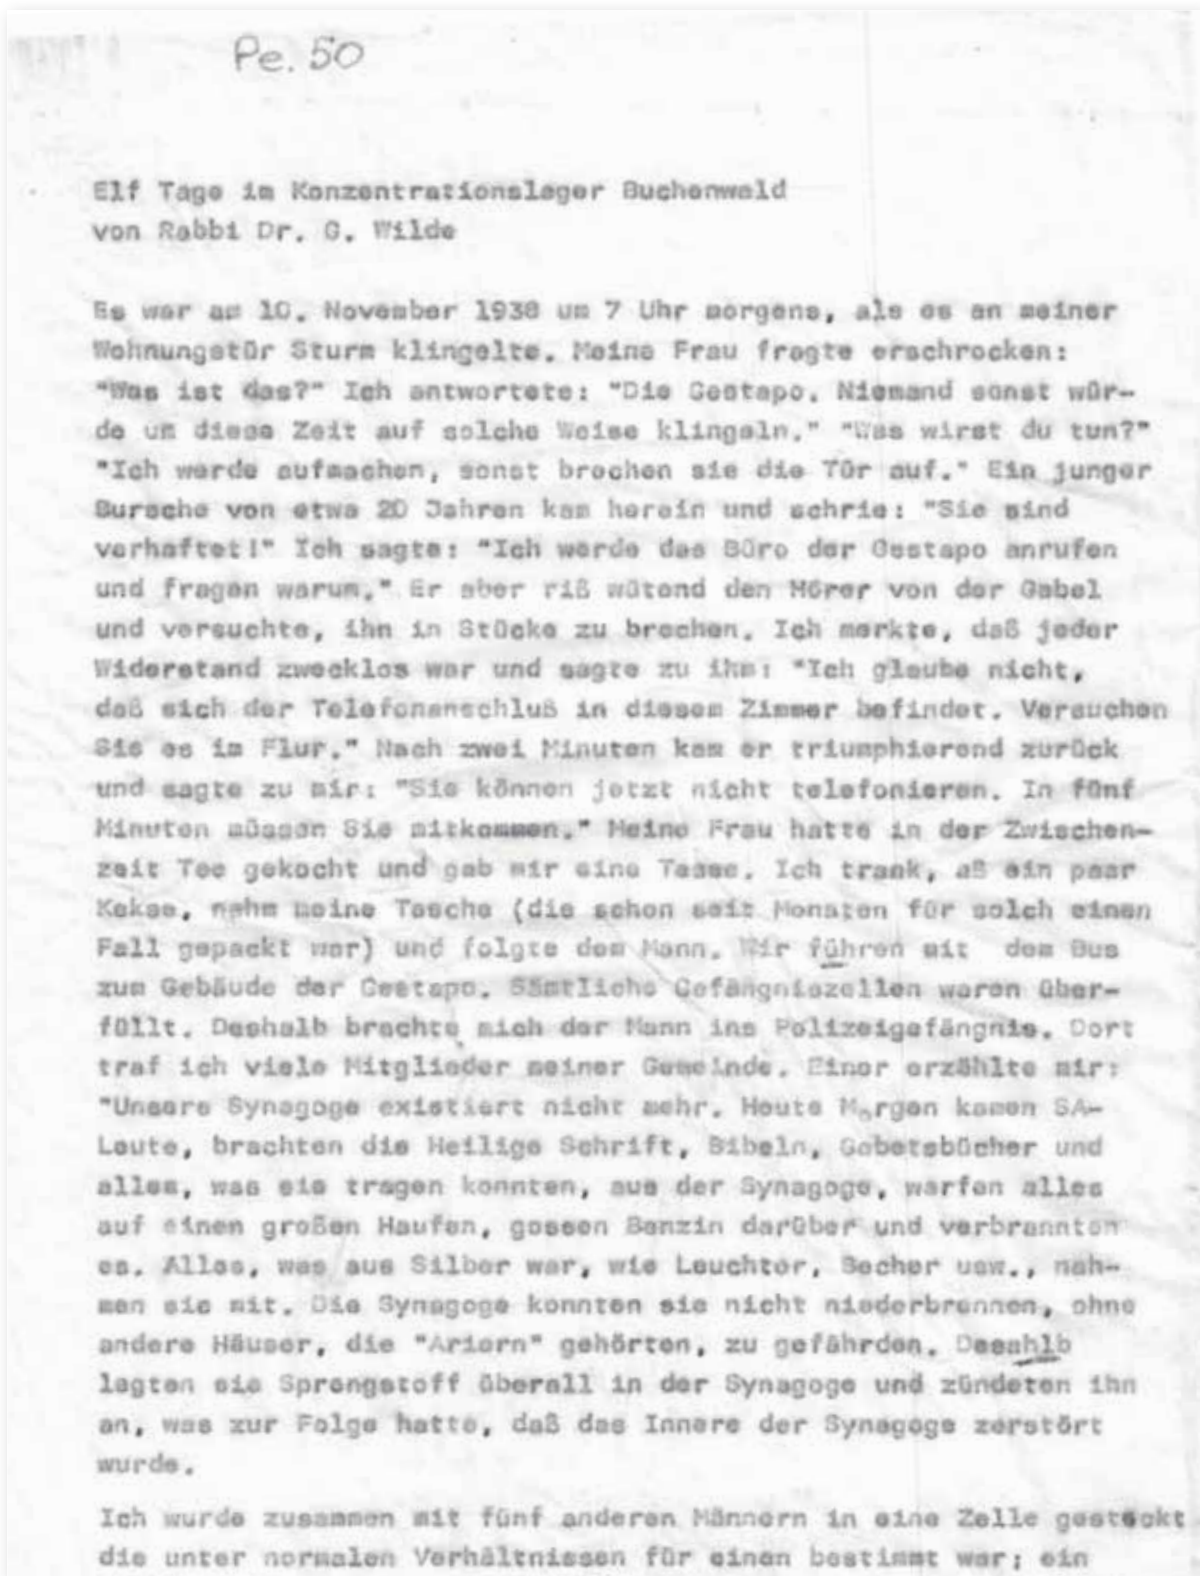 Pe. 50
Elf Tage im Konzentrationslager Buchenwald
von Rabbi Dr. G. Wilde
Es war am 10. November 1938 um 7 Uhr morgens, als es an meiner
Wohnungstür Sturm klingelte. Meine Frau fragte erschrocken:
"Was ist das?" Ich antwortete: "Die Gestapo. Niemand sonst wür-
de um diese Zeit auf solche Weise klingeln." "Was wirst du tun?"
"Ich werde aufmachen, sonst brechen sie die Tür auf." Ein junger
Bursche von etwa 20 Jahren kam herein und schrie: "Sie sind
verhaftet!" Ich sagte: "Ich werde das Büro der Gestapo anrufen
und fragen warum." Er aber riß wütend den Hörer von der Gabel
und versuchte, ihn in Stücke zu brechen. Ich merkte, daß jeder
Widerstand zwecklos war und sagte zu ihm: "Ich glaube nicht,
daß sich der Telefonanschluß in diesem Zimmer befindet. Versuchen
Sie es im Flur." Nach zwei Minuten kam er triumphierend zurück
und sagte zu mir: "Sie können jetzt nicht telefonieren. In fünf
Minuten müssen Sie mitkommen." Meine Frau hatte in der Zwischen-
zeit Tee gekocht und gab mir eine Tasse. Ich trank, aß ein paar
Kekse, nahm meine Tasche (die schon seit Monaten für solch einen
Fall gepackt war) und folgte dem Mann. Wir führen mit dem Bus
zum Gebäude der Gestapo. Sämtliche Gefängniszellen waren über-
füllt. Deshalb brachte mich der Mann ins Polizeigefängnis. Dort
traf ich viele Mitglieder meiner Gemeinde. Einer erzählte mir:
"Unsere Synagoge existiert nicht mehr. Heute Morgen kamen SA-
Leute, brachten die Heilige Schrift, Bibeln, Gebetsbücher und
alles, was sie tragen konnten, aus der Synagoge, warfen alles
auf einen großen Haufen, gossen Benzin darüber und verbrannten
es. Alles, was aus Silber war, wie Leuchter, Becher usw., nah-
men sie mit. Die Synagoge konnten sie nicht niederbrennen, ohne
andere Häuser, die "Ariern" gehörten, zu gefährden. Desahlb
legten sie Sprengstoff überall in der Synagoge und zündeten ihn
an, was zur Folge hatte, daß das Innere der Synagoge zerstört
wurde.
Ich wurde zusammen mit fünf anderen Männern in eine Zelle gesteckt
die unter normalen Verhältnissen für einen bestimmt war; ein